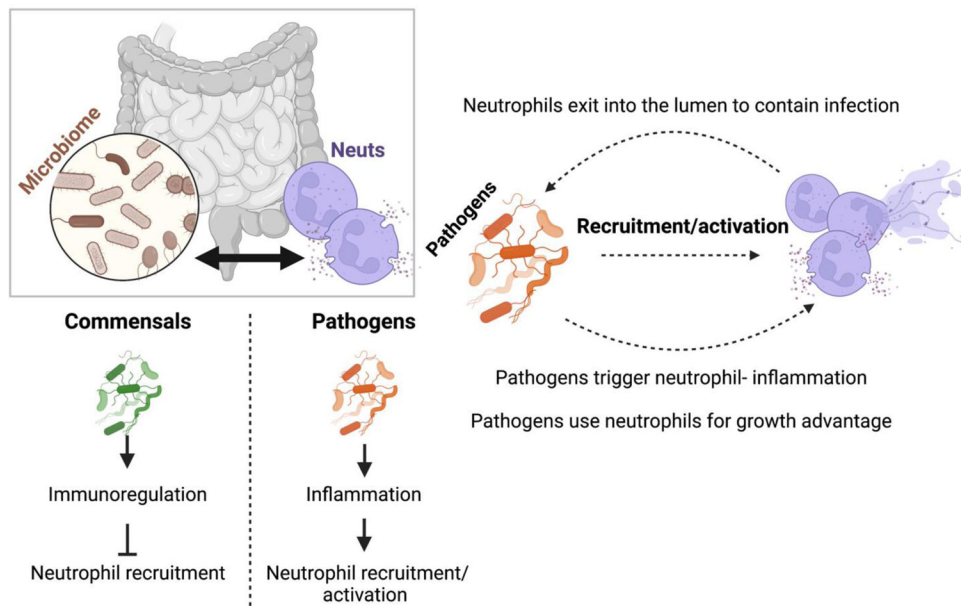 Microbiome
Neuts
Commensals
Immunoregulation
Neutrophil recruitment
Pathogens
Inflammation
Neutrophil recruitment/
activation
Neutrophils exit into the lumen to contain infection
Pathogens
Recruitment/activation
Pathogens trigger neutrophil- inflammation
Pathogens use neutrophils for growth advantage